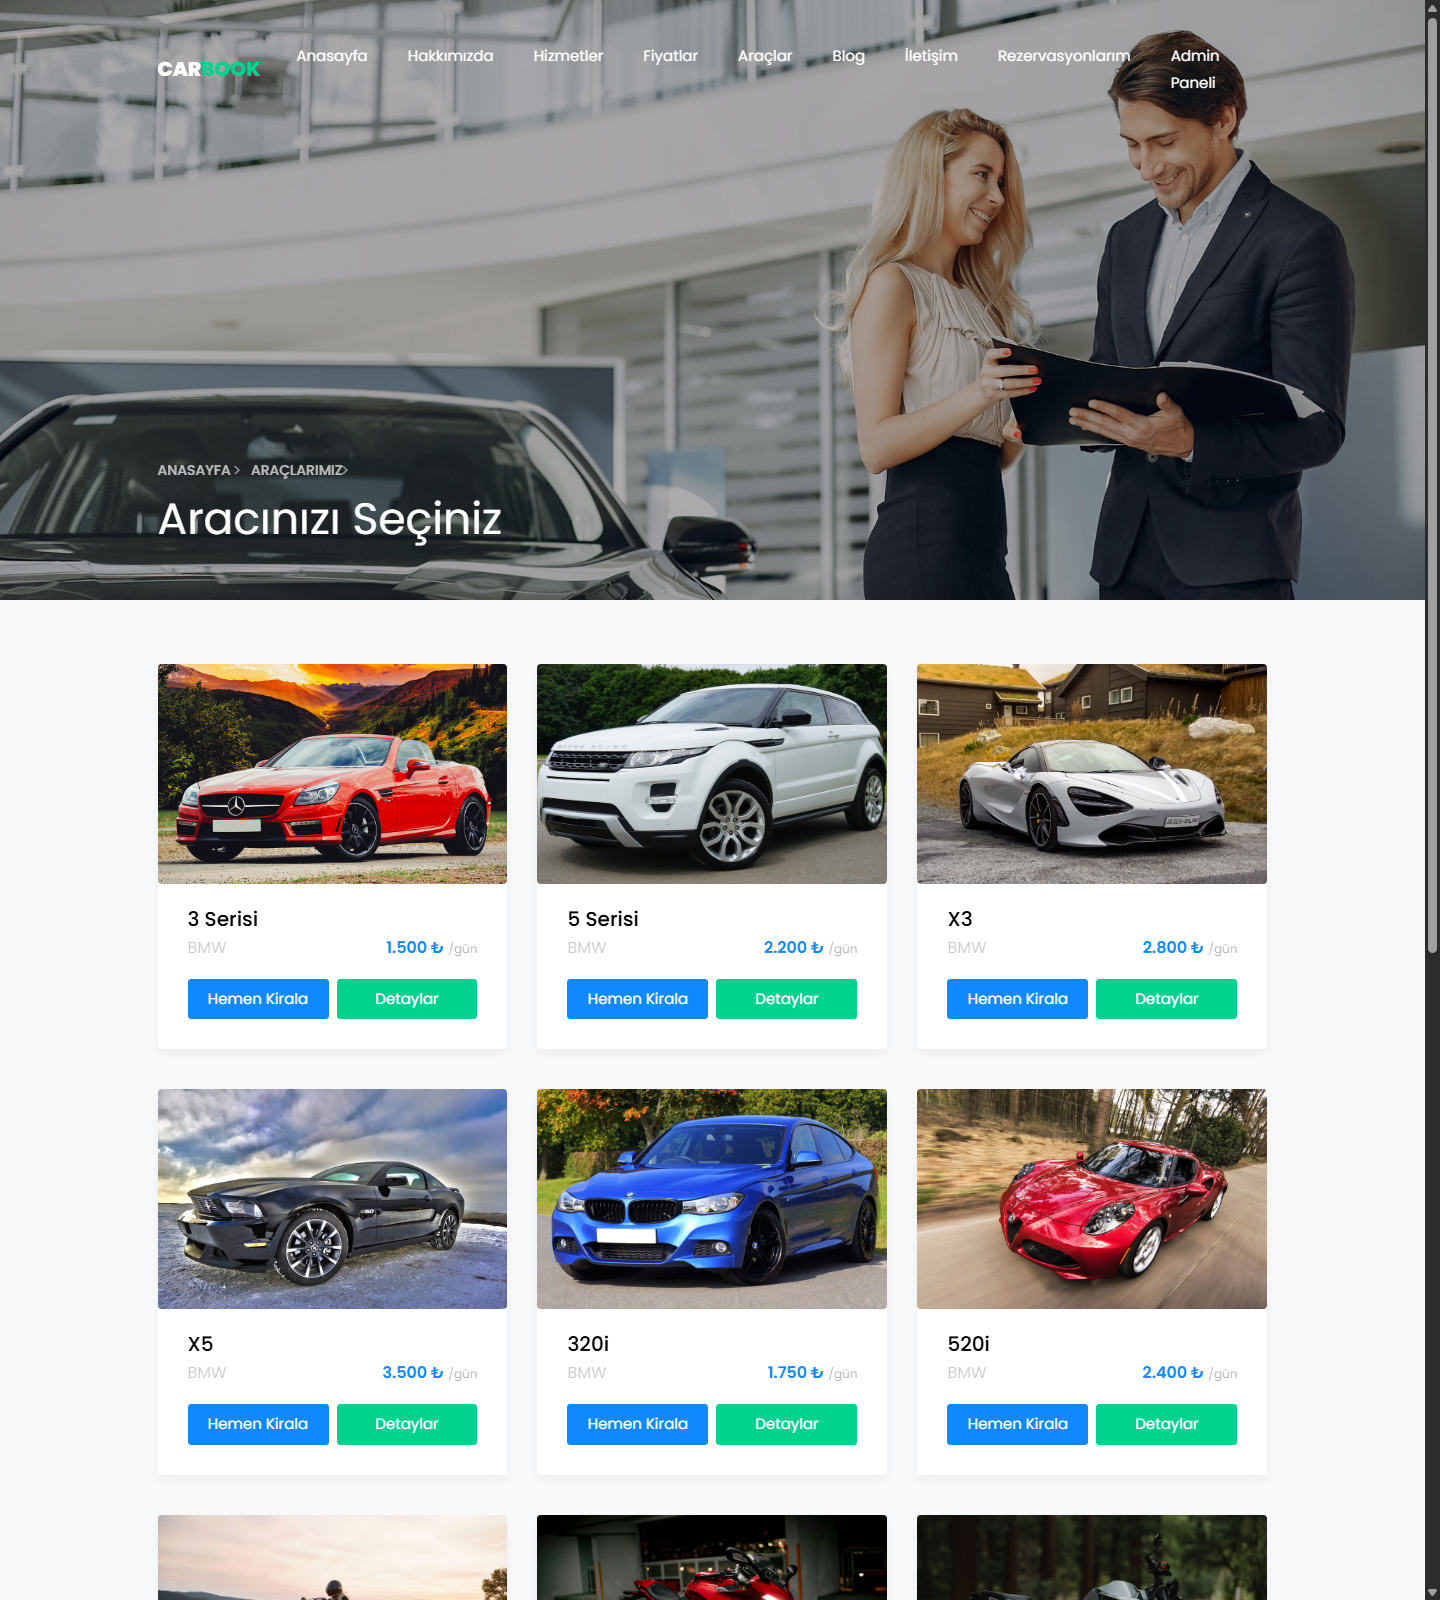 CARBOOK
Anasayfa Hakkımızda Hizmetler Fiyatlar Araçlar Blog İletişim Rezervasyonlarım Admin Paneli
ANASAYFA > ARAÇLARIMIZ>
Aracınızı Seçiniz
3 Serisi
BMW 1.500 ₺ /gün
Hemen Kirala Detaylar
5 Serisi
BMW 2.200 ₺ /gün
Hemen Kirala Detaylar
X3
BMW 2.800 ₺ /gün
Hemen Kirala Detaylar
X5
BMW 3.500 ₺ /gün
Hemen Kirala Detaylar
320i
BMW 1.750 ₺ /gün
Hemen Kirala Detaylar
520i
BMW 2.400 ₺ /gün
Hemen Kirala Detaylar